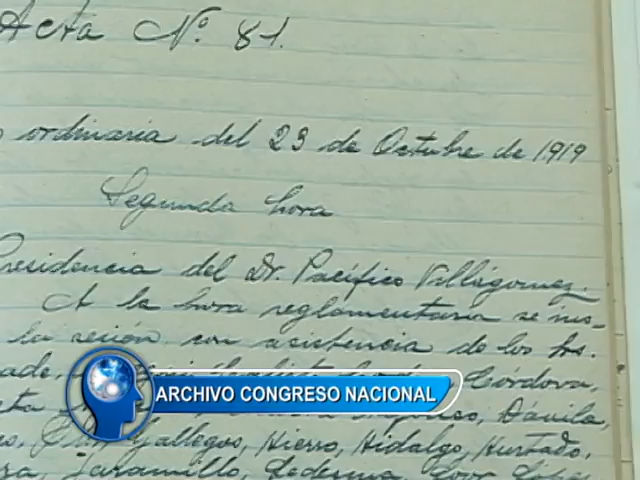 Acta Nº 81.
ordinaria del 23 de Octubre de 1919
Segunda hora
Presidencia del Dr. Pacífico Villagomez.
A la hora reglamentaria se ins-
la sesión con asistencia de los hs.
Córdova,
ARCHIVO CONGRESO NACIONAL
Dávila,
Gallegos, Hierro, Hidalgo, Hurtado,
Jaramillo, Ledesma,